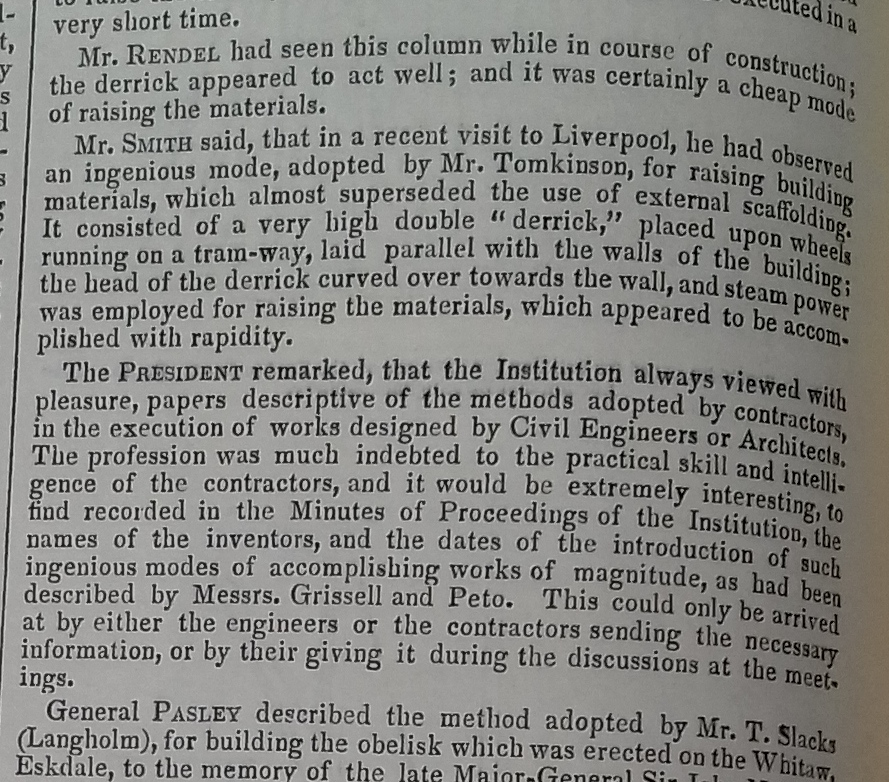 very short time.
Mr. RENDEL had seen this column while in course of construction;
the derrick appeared to act well; and it was certainly a cheap mode
of raising the materials.
Mr. SMITH said, that in a recent visit to Liverpool, he had observed
an ingenious mode, adopted by Mr. Tomkinson, for raising building
materials, which almost superseded the use of external scaffolding.
It consisted of a very high double "derrick," placed upon wheels
running on a tram-way, laid parallel with the walls of the building;
the head of the derrick curved over towards the wall, and steam power
was employed for raising the materials, which appeared to be accom-
plished with rapidity.
The PRESIDENT remarked, that the Institution always viewed with
pleasure, papers descriptive of the methods adopted by contractors,
in the execution of works designed by Civil Engineers or Architects.
The profession was much indebted to the practical skill and intelli-
gence of the contractors, and it would be extremely interesting, to
find recorded in the Minutes of Proceedings of the Institution, the
names of the inventors, and the dates of the introduction of such
ingenious modes of accomplishing works of magnitude, as had been
described by Messrs. Grissell and Peto. This could only be arrived
at by either the engineers or the contractors sending the necessary
information, or by their giving it during the discussions at the meet-
ings.
General PASLEY described the method adopted by Mr. T. Slacks
(Langholm), for building the obelisk which was erected on the Whitaw,
Eskdale, to the memory of the late Major-General Sir